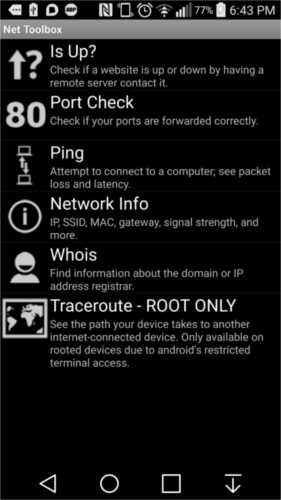 ABP 77% 6:43 PM
Net Toolbox
Is Up?
Check if a website is up or down by having a
remote server contact it.
80 Port Check
Check if your ports are forwarded correctly.
Ping
Attempt to connect to a computer; see packet
loss and latency.
Network Info
IP, SSID, MAC, gateway, signal strength, and
more.
Whois
Find information about the domain or IP
address registrar.
Traceroute - ROOT ONLY
See the path your device takes to another
internet-connected device. Only available on
rooted devices due to android's restricted
terminal access.